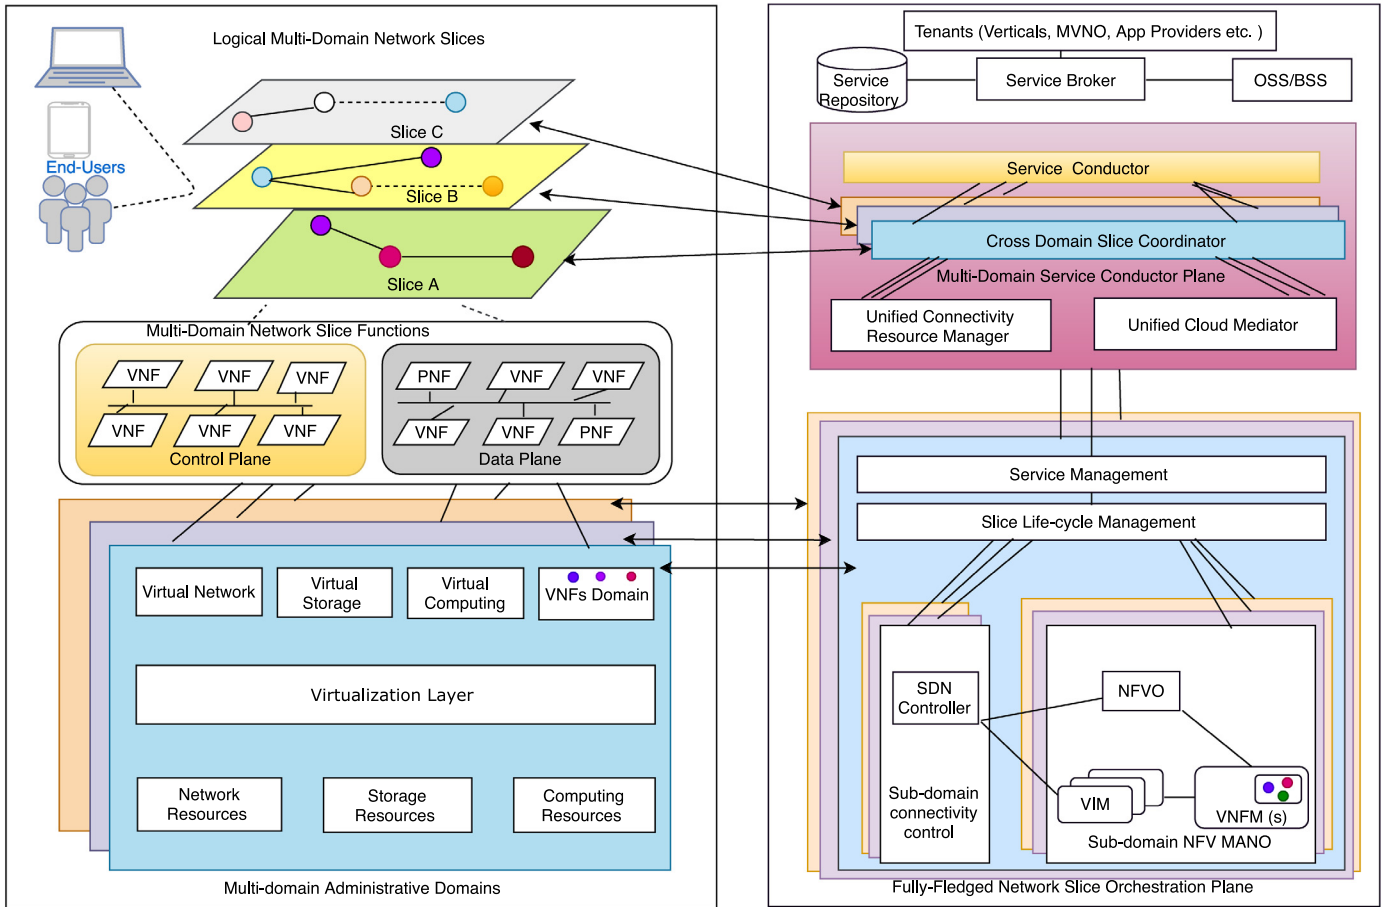 Logical Multi-Domain Network Slices
End-Users
Slice C
Slice B
Slice A
Multi-Domain Network Slice Functions
VNF
VNF
VNF
VNF
VNF
VNF
Control Plane
PNF
VNF
VNF
VNF
VNF
PNF
Data Plane
Virtual Network
Virtual
Storage
Virtual
Computing
VNFs Domain
Virtualization Layer
Network
Resources
Storage
Resources
Computing
Resources
Multi-domain Administrative Domains
Tenants (Verticals, MVNO, App Providers etc. )
Service
Repository
Service Broker
OSS/BSS
Service Conductor
Cross Domain Slice Coordinator
Multi-Domain Service Conductor Plane
Unified Connectivity
Resource Manager
Unified Cloud Mediator
Service Management
Slice Life-cycle Management
SDN
Controller
Sub-domain
connectivity
control
NFVO
VIM
VNFM (s)
Sub-domain NFV MANO
Fully-Fledged Network Slice Orchestration Plane